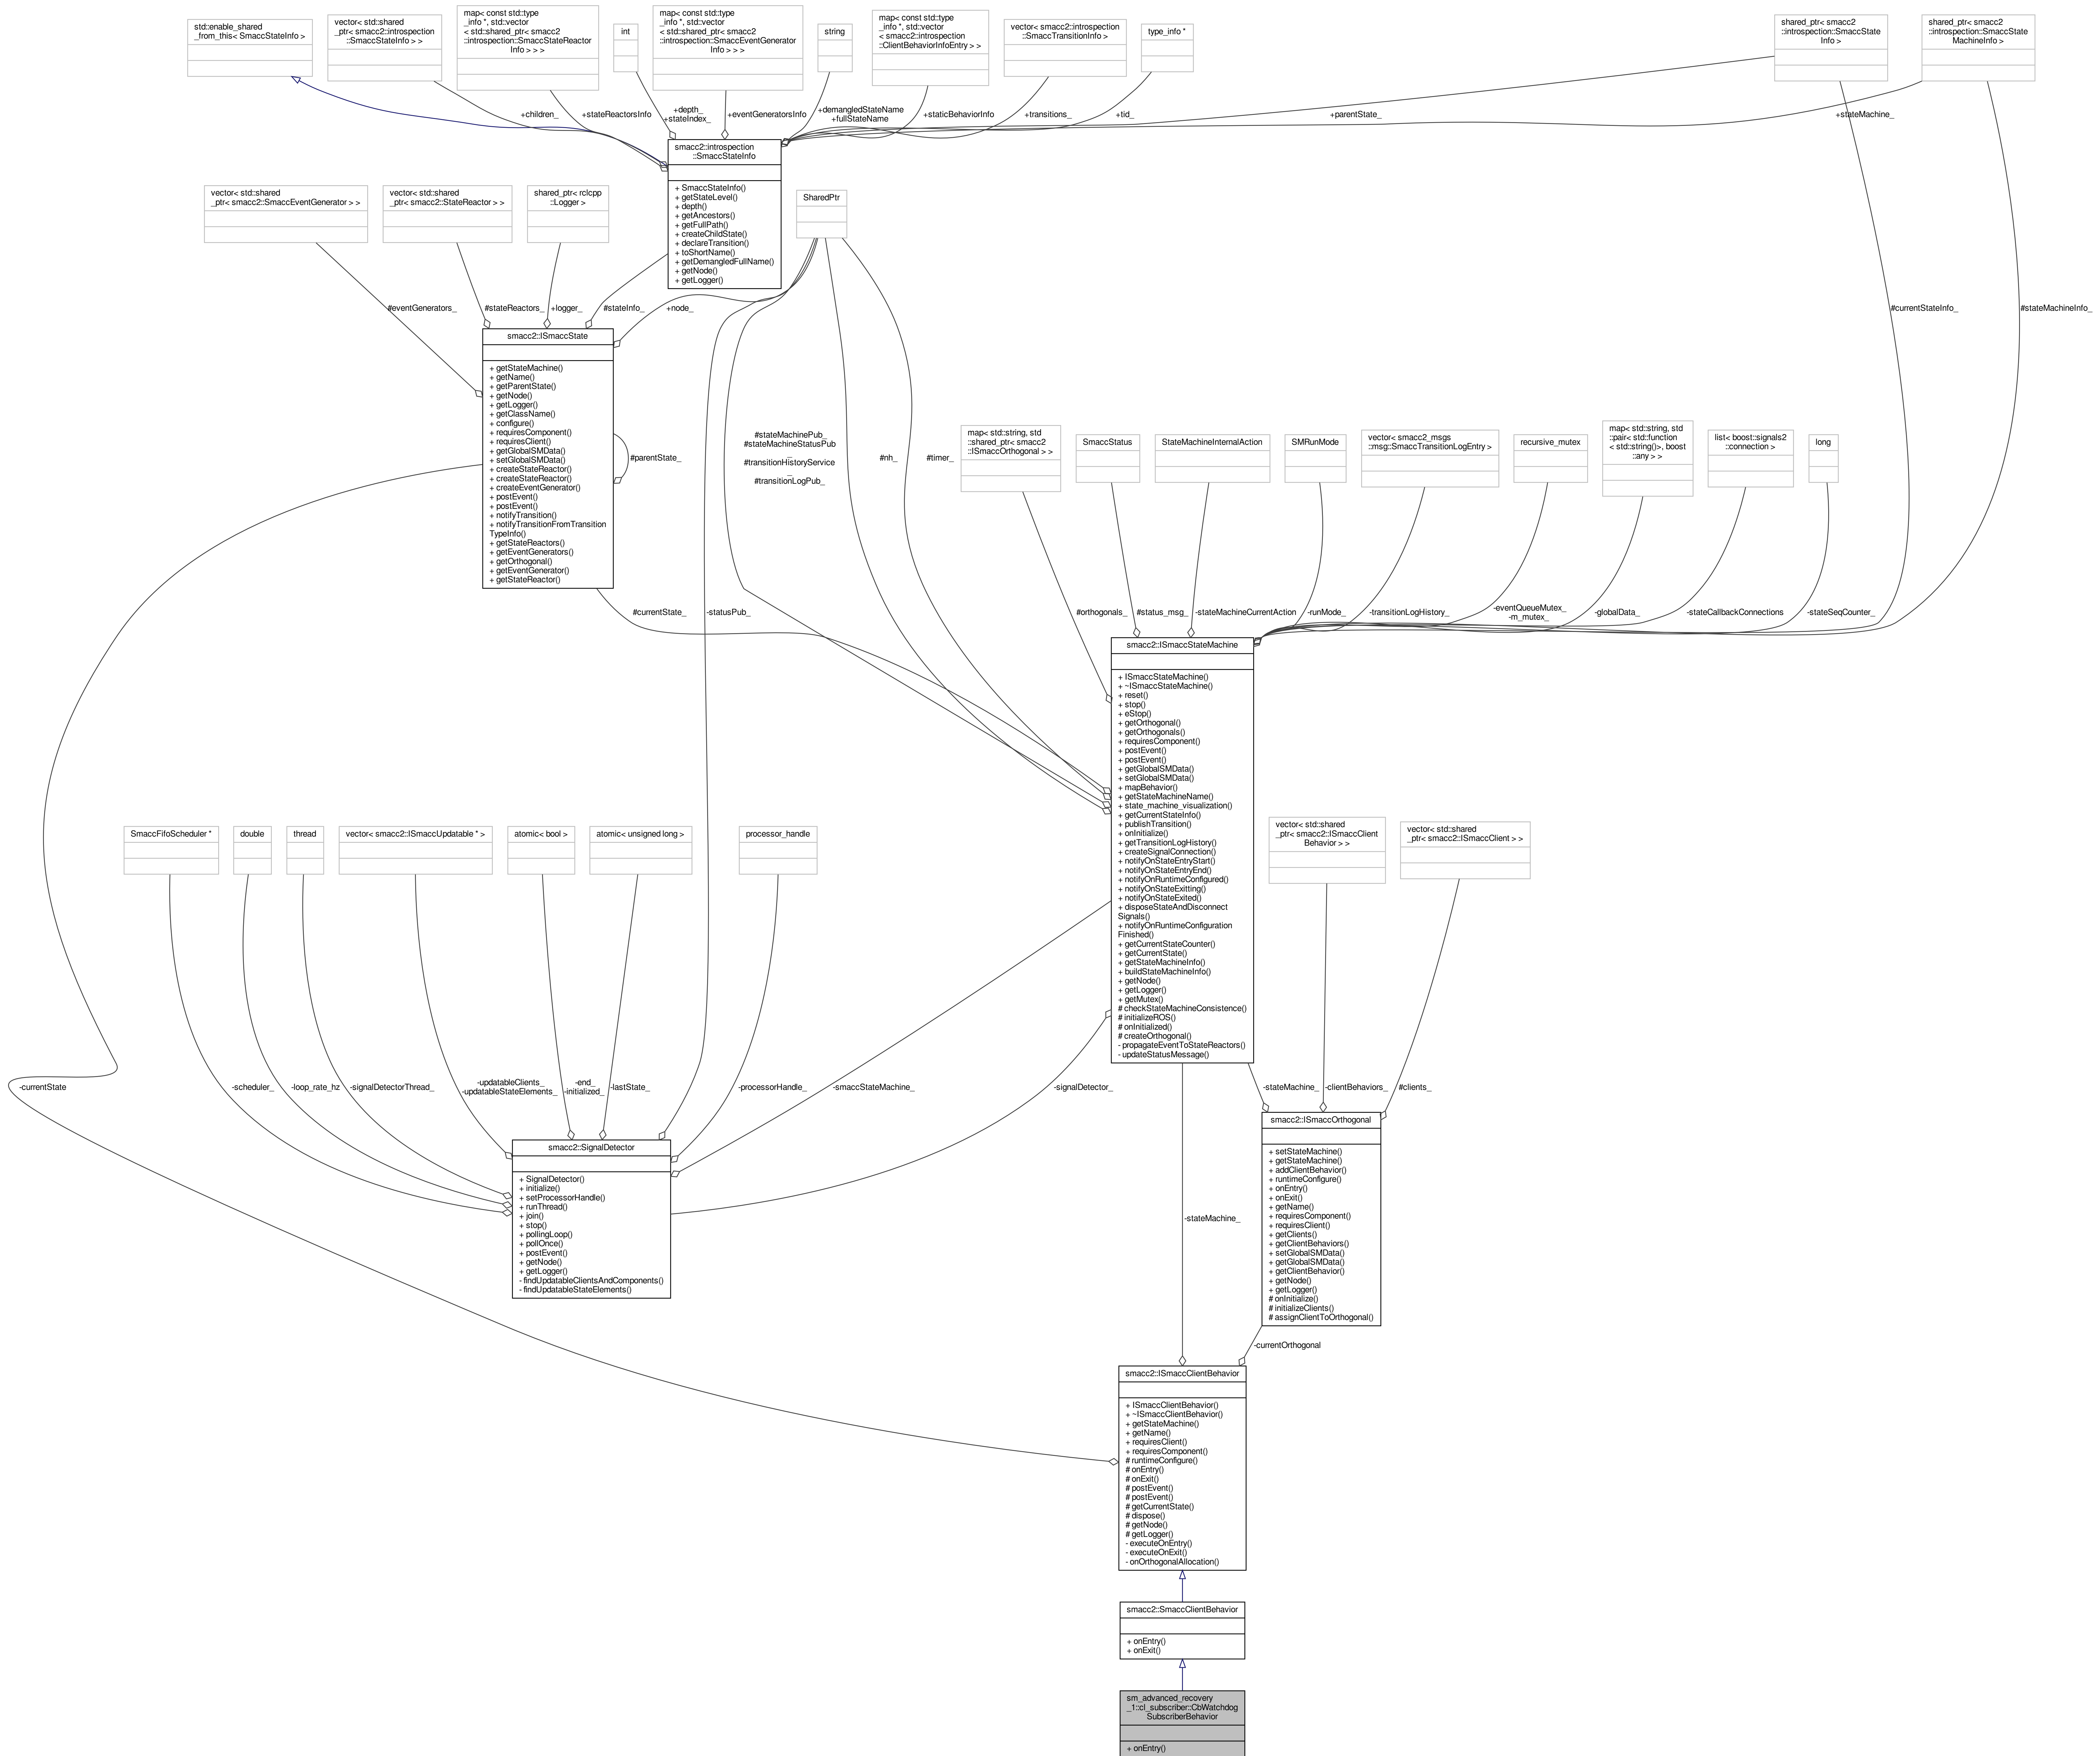 std::enable_shared
_from_this< SmaccStateInfo >
vector< std::shared
_ptr< smacc2::introspection
::SmaccStateInfo > >
map< const std::type
_info *, std::vector
< std::shared_ptr< smacc2
::introspection::SmaccStateReactor
Info > > >
int
map< const std::type
_info *, std::vector
< std::shared_ptr< smacc2
::introspection::SmaccEventGenerator
Info > > >
string
map< const std::type
_info *, std::vector
< smacc2::introspection
::ClientBehaviorInfoEntry > >
vector< smacc2::introspection
::SmaccTransitionInfo >
type_info *
shared_ptr< smacc2
::introspection::SmaccState
Info >
shared_ptr< smacc2
::introspection::SmaccState
MachineInfo >
+children_
+stateReactorsInfo
+depth_
+stateIndex_
+eventGeneratorsInfo
+demangledStateName
+fullStateName
+staticBehaviorInfo
+transitions_
+tid_
+parentState_
+stateMachine_
smacc2::introspection
::SmaccStateInfo
+ SmaccStateInfo()
+ getStateLevel()
+ depth()
+ getAncestors()
+ getFullPath()
+ createChildState()
+ declareTransition()
+ toShortName()
+ getDemangledFullName()
+ getNode()
+ getLogger()
vector< std::shared
_ptr< smacc2::SmaccEventGenerator > >
vector< std::shared
_ptr< smacc2::StateReactor > >
shared_ptr< rclcpp
::Logger >
SharedPtr
#eventGenerators_
#stateReactors_
+logger_
#stateInfo_
+node_
#currentStateInfo_
#stateMachineInfo_
smacc2::ISmaccState
+ getStateMachine()
+ getName()
+ getParentState()
+ getNode()
+ getLogger()
+ getClassName()
+ configure()
+ requiresComponent()
+ requiresClient()
+ getGlobalSMData()
+ setGlobalSMData()
+ createStateReactor()
+ createStateReactor()
+ createEventGenerator()
+ postEvent()
+ postEvent()
+ notifyTransition()
+ notifyTransitionFromTransition
TypeInfo()
+ getStateReactors()
+ getEventGenerators()
+ getOrthogonal()
+ getEventGenerator()
+ getStateReactor()
#parentState_
#stateMachinePub_
#stateMachineStatusPub
_
#transitionHistoryService
_
#transitionLogPub_
#nh_
#timer_
map< std::string, std
::shared_ptr< smacc2
::ISmaccOrthogonal > >
SmaccStatus
StateMachineInternalAction
SMRunMode
vector< smacc2_msgs
::msg::SmaccTransitionLogEntry >
recursive_mutex
map< std::string, std
::pair< std::function
< std::string()>, boost
::any > >
list< boost::signals2
::connection >
long
#currentState_
-statusPub_
#orthogonals_
#status_msg_
-stateMachineCurrentAction
-runMode_
-transitionLogHistory_
-eventQueueMutex_
-m_mutex_
-globalData_
-stateCallbackConnections
-stateSeqCounter_
smacc2::ISmaccStateMachine
+ ISmaccStateMachine()
+ ~ISmaccStateMachine()
+ reset()
+ stop()
+ eStop()
+ getOrthogonal()
+ getOrthogonals()
+ requiresComponent()
+ postEvent()
+ postEvent()
+ getGlobalSMData()
+ setGlobalSMData()
+ mapBehavior()
+ getStateMachineName()
+ state_machine_visualization()
+ getCurrentStateInfo()
+ publishTransition()
+ onInitialize()
+ getTransitionLogHistory()
+ createSignalConnection()
+ notifyOnStateEntryStart()
+ notifyOnStateEntryEnd()
+ notifyOnRuntimeConfigured()
+ notifyOnStateExitting()
+ notifyOnStateExited()
+ disposeStateAndDisconnect
Signals()
+ notifyOnRuntimeConfiguration
Finished()
+ getCurrentStateCounter()
+ getCurrentState()
+ getStateMachineInfo()
+ buildStateMachineInfo()
+ getNode()
+ getLogger()
+ getMutex()
# checkStateMachineConsistence()
# initializeROS()
# onInitialized()
# createOrthogonal()
- propagateEventToStateReactors()
- updateStatusMessage()
SmaccFifoScheduler *
double
thread
vector< smacc2::ISmaccUpdatable * >
atomic< bool >
atomic< unsigned long >
processor_handle
vector< std::shared
_ptr< smacc2::ISmaccClient
Behavior > >
vector< std::shared
_ptr< smacc2::ISmaccClient > >
-currentState
-scheduler_
-loop_rate_hz
-signalDetectorThread_
-updatableClients_
-updatableStateElements_
-end_
-initialized_
-lastState_
-processorHandle_
-smaccStateMachine_
-signalDetector_
-stateMachine_
-clientBehaviors_
#clients_
smacc2::SignalDetector
+ SignalDetector()
+ initialize()
+ setProcessorHandle()
+ runThread()
+ join()
+ stop()
+ pollingLoop()
+ pollOnce()
+ postEvent()
+ getNode()
+ getLogger()
- findUpdatableClientsAndComponents()
- findUpdatableStateElements()
smacc2::ISmaccOrthogonal
+ setStateMachine()
+ getStateMachine()
+ addClientBehavior()
+ runtimeConfigure()
+ onEntry()
+ onExit()
+ getName()
+ requiresComponent()
+ requiresClient()
+ getClients()
+ getClientBehaviors()
+ setGlobalSMData()
+ getGlobalSMData()
+ getClientBehavior()
+ getNode()
+ getLogger()
# onInitialize()
# initializeClients()
# assignClientToOrthogonal()
-stateMachine_
-currentOrthogonal
smacc2::ISmaccClientBehavior
+ ISmaccClientBehavior()
+ ~ISmaccClientBehavior()
+ getStateMachine()
+ getName()
+ requiresClient()
+ requiresComponent()
# runtimeConfigure()
# onEntry()
# onExit()
# postEvent()
# postEvent()
# getCurrentState()
# dispose()
# getNode()
# getLogger()
- executeOnEntry()
- executeOnExit()
- onOrthogonalAllocation()
smacc2::SmaccClientBehavior
+ onEntry()
+ onExit()
sm_advanced_recovery
_1::cl_subscriber::CbWatchdog
SubscriberBehavior
+ onEntry()